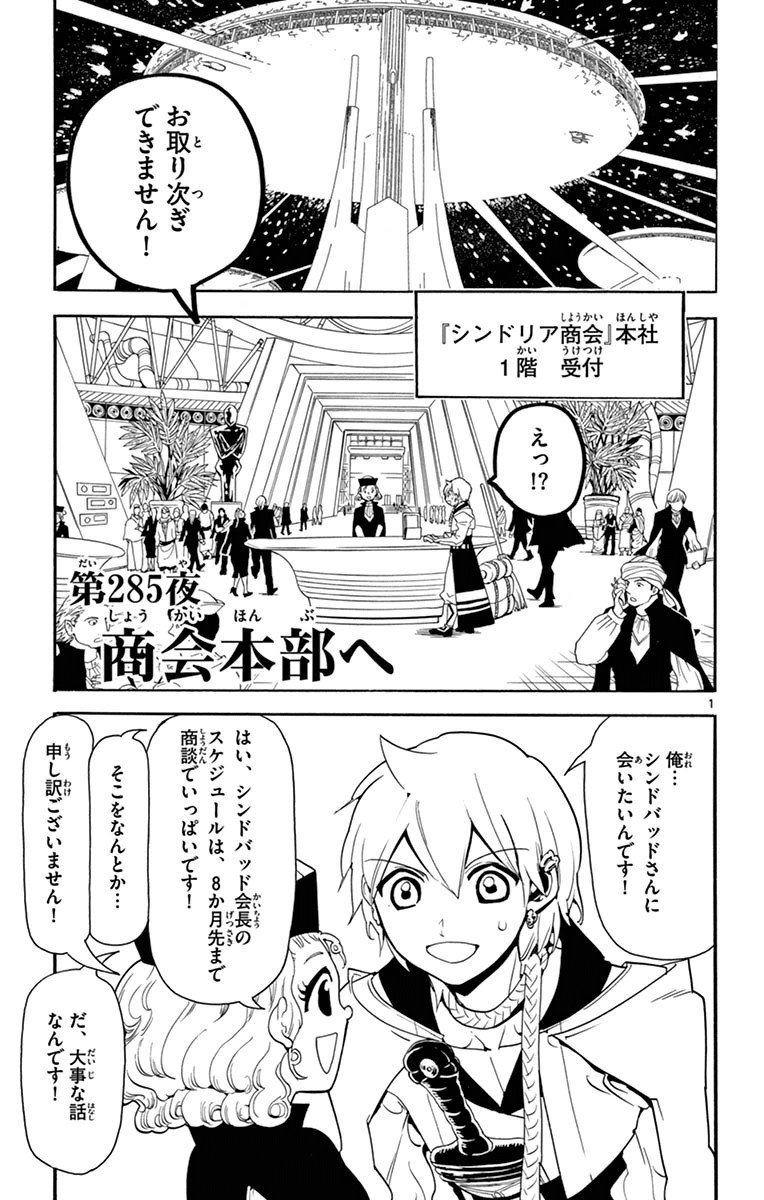 お取り次ぎ
できません!
『シンドリア商会』本社
1階 受付
えっ!?
第285夜
商会本部へ
1
俺…
シンドバッドさんに
会いたいんです!
はい、シンドバッド会長の
スケジュールは、8か月先まで
商談でいっぱいです!
そこをなんとか…
申し訳ございません!
だ、大事な話
なんです!